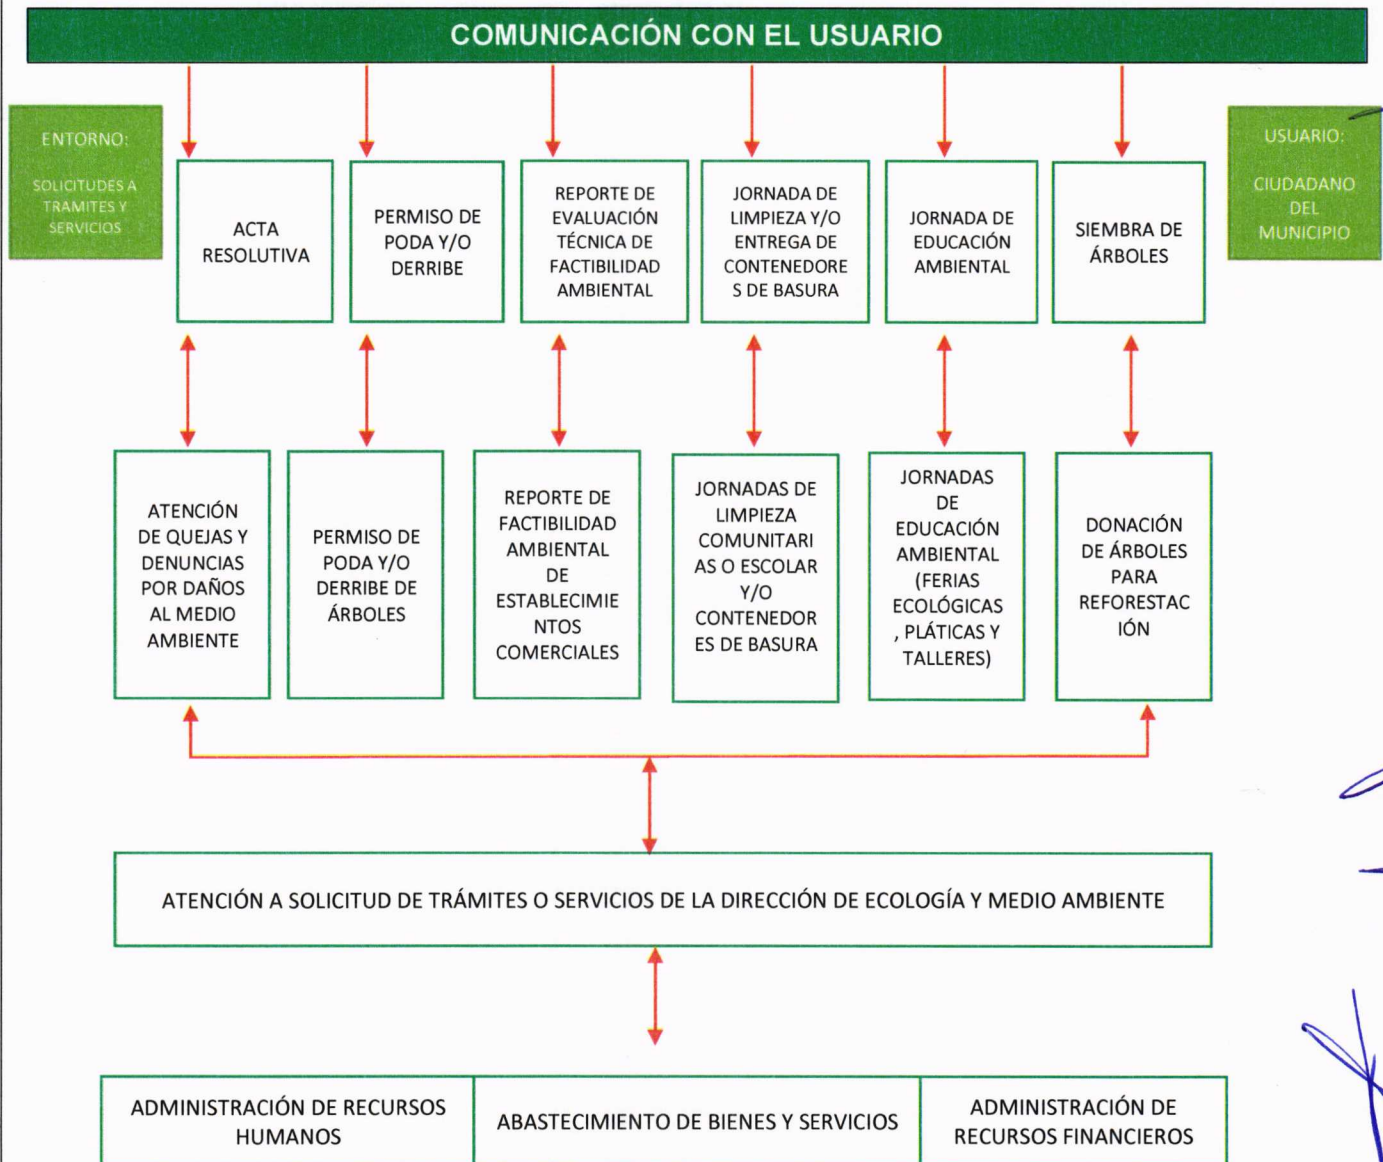 COMUNICACIÓN CON EL USUARIO
ENTORNO:
SOLICITUDES A
TRAMITES Y
SERVICIOS
ACTA
RESOLUTIVA
PERMISO DE
PODA Y/O
DERRIBE
REPORTE DE
EVALUACIÓN
TÉCNICA DE
FACTIBILIDAD
AMBIENTAL
JORNADA DE
LIMPIEZA Y/O
ENTREGA DE
CONTENEDORE
S DE BASURA
JORNADA DE
EDUCACIÓN
AMBIENTAL
SIEMBRA DE
ÁRBOLES
USUARIO:
CIUDADANO
DEL
MUNICIPIO
ATENCIÓN
DE QUEJAS Y
DENUNCIAS
POR DAÑOS
AL MEDIO
AMBIENTE
PERMISO DE
PODA Y/O
DERRIBE DE
ÁRBOLES
REPORTE DE
FACTIBILIDAD
AMBIENTAL
DE
ESTABLECIMIE
NTOS
COMERCIALES
JORNADAS DE
LIMPIEZA
COMUNITARI
AS O ESCOLAR
Y/O
CONTENEDOR
ES DE BASURA
JORNADAS
DE
EDUCACIÓN
AMBIENTAL
(FERIAS
ECOLÓGICAS
, PLÁTICAS Y
TALLERES)
DONACIÓN
DE ÁRBOLES
PARA
REFORESTAC
IÓN
ATENCIÓN A SOLICITUD DE TRÁMITES O SERVICIOS DE LA DIRECCIÓN DE ECOLOGÍA Y MEDIO AMBIENTE
ADMINISTRACIÓN DE RECURSOS
HUMANOS
ABASTECIMIENTO DE BIENES Y SERVICIOS
ADMINISTRACIÓN DE
RECURSOS FINANCIEROS